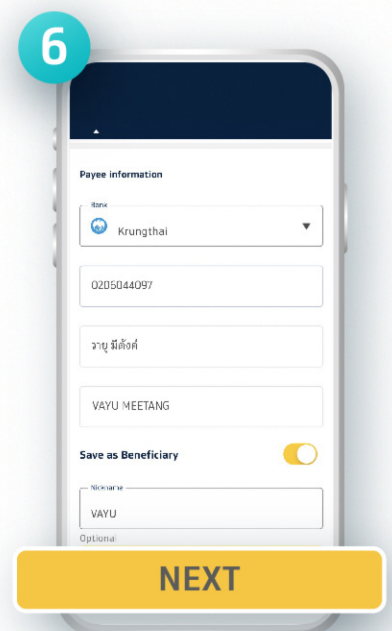 6
Payee information
Bank
Krungthai
0205044097
วายุ มีตังค์
VAYU MEETANG
Save as Beneficiary
Nickname
VAYU
Optional
NEXT